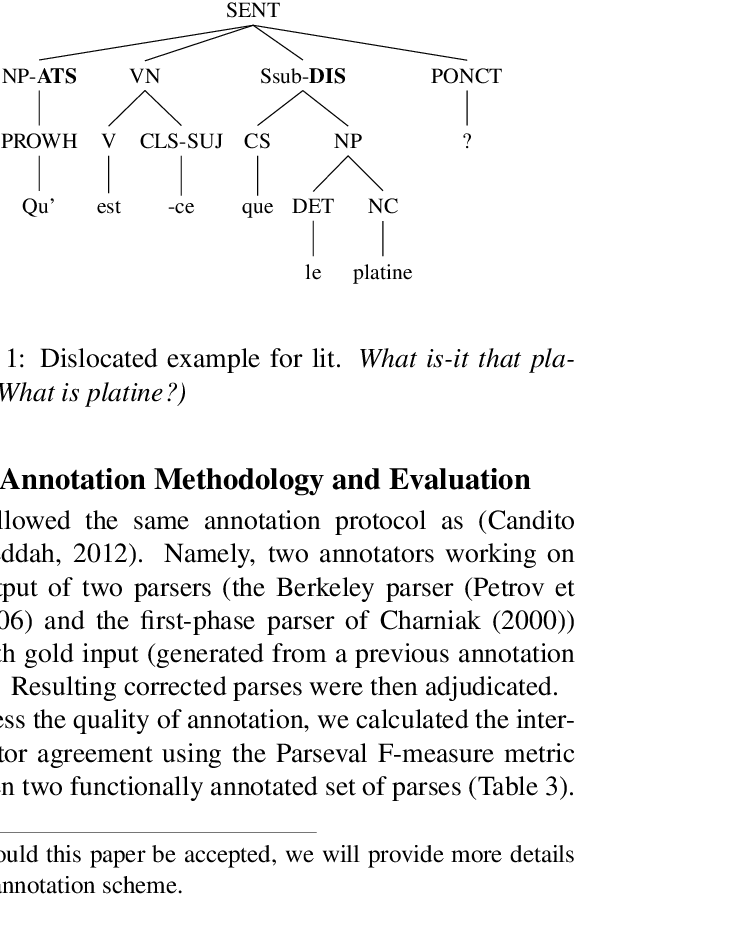 SENT
NP-ATS VN Ssub-DIS PONCT
PROWH V CLS-SUJ CS NP ?
Qu’ est -ce que DET NC
le platine
1: Dislocated example for lit. What is-it that pla-
What is platine?)
Annotation Methodology and Evaluation
llowed the same annotation protocol as (Candito
ddah, 2012). Namely, two annotators working on
tput of two parsers (the Berkeley parser (Petrov et
06) and the first-phase parser of Charniak (2000))
th gold input (generated from a previous annotation
Resulting corrected parses were then adjudicated.
ess the quality of annotation, we calculated the inter-
tor agreement using the Parseval F-measure metric
n two functionally annotated set of parses (Table 3).
ould this paper be accepted, we will provide more details
annotation scheme.